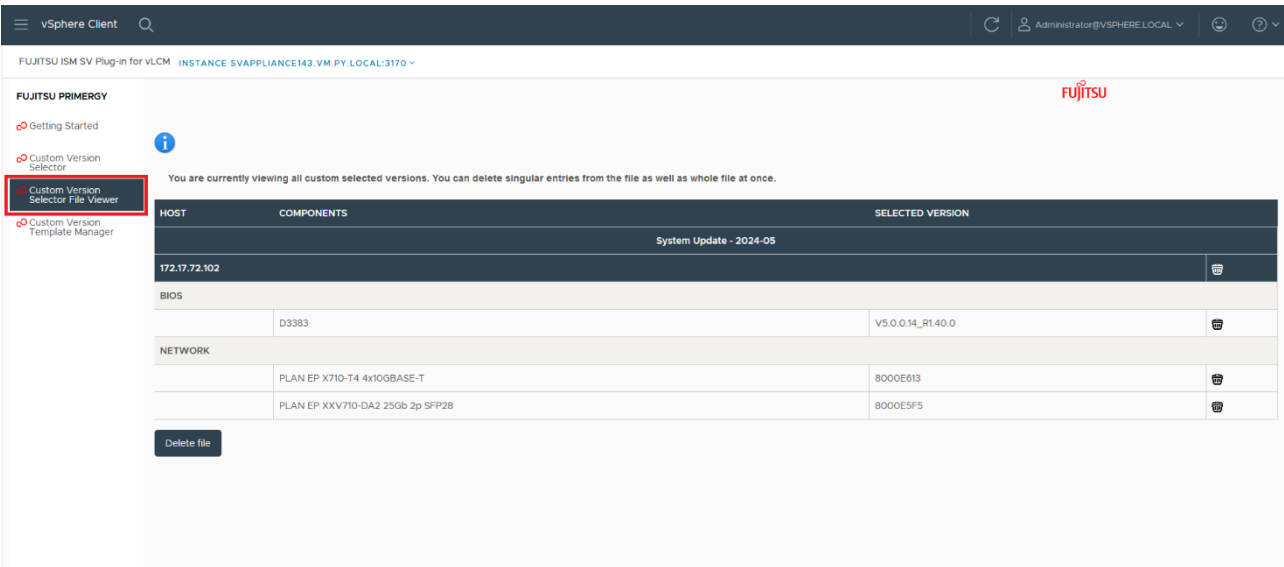 vSphere Client
Administrator@VSPHERE.LOCAL
FUJITSU ISM SV Plug-in for vLCM INSTANCE SVAPPLIANCE143.VM.PY.LOCAL:3170
FUJITSU PRIMERGY
FUJITSU
Getting Started
Custom Version
Selector
Custom Version
Selector File Viewer
Custom Version
Template Manager
You are currently viewing all custom selected versions. You can delete singular entries from the file as well as whole file at once.
HOST COMPONENTS SELECTED VERSION
System Update - 2024-05
172.17.72.102
BIOS
D3383 V5.0.0.14_R1.40.0
NETWORK
PLAN EP X710-T4 4x10GBASE-T 8000E613
PLAN EP XXV710-DA2 25Gb 2p SFP28 8000E5F5
Delete file